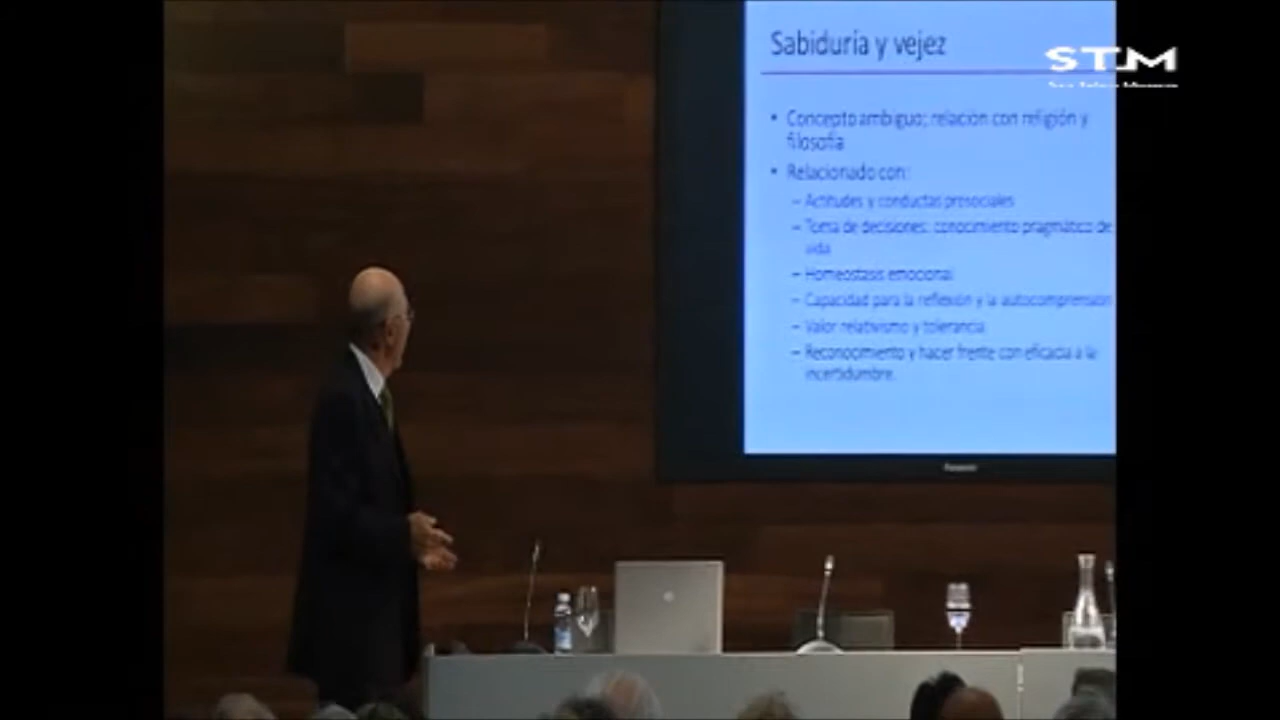 Sabiduría y vejez
STM
• Concepto ambiguo; relación con religión y
filosofía
• Relacionado con:
– Actitudes y conductas prosociales
– Toma de decisiones: conocimiento pragmático de
vida
– Homeostasis emocional
– Capacidad para la reflexión y la autocomprensión
– Valor relativismo y tolerancia
– Reconocimiento y hacer frente con eficacia a la
incertidumbre.
Panasonic